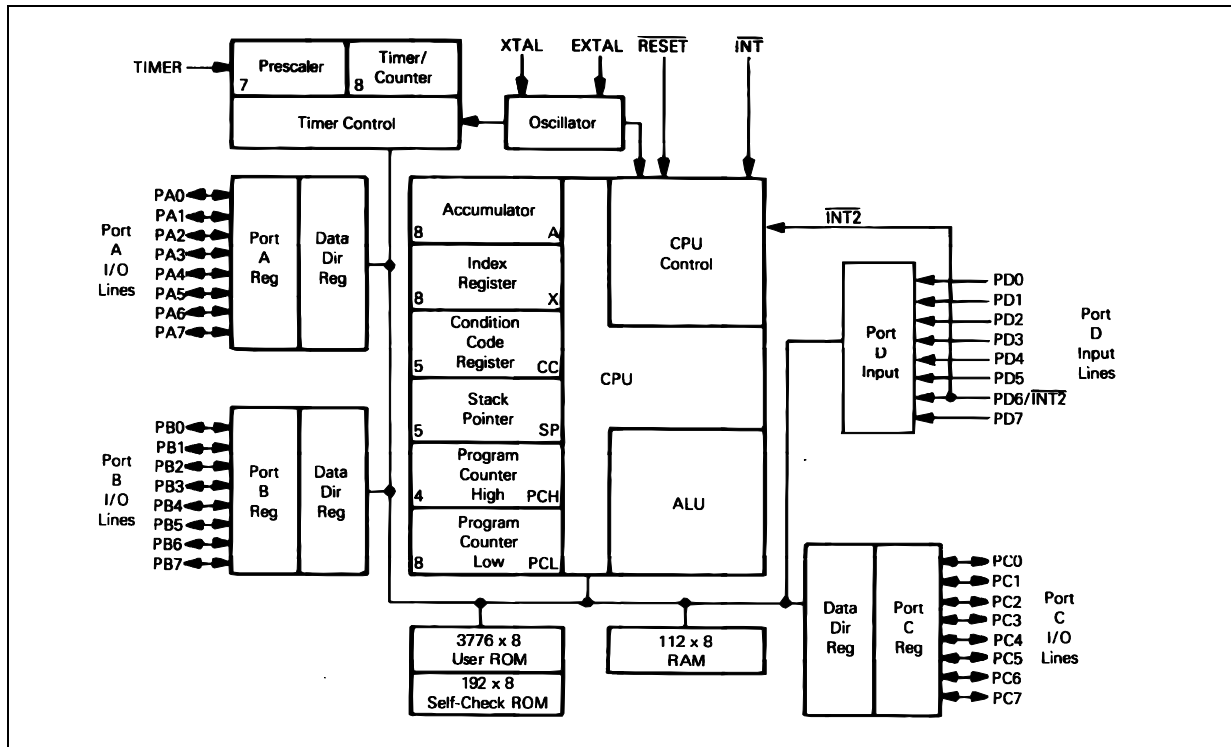 XTAL
EXTAL
RESET
INT
TIMER
Prescaler
7
Timer/
Counter
8
Timer Control
Oscillator
Port
A
I/O
Lines
PA0
PA1
PA2
PA3
PA4
PA5
PA6
PA7
Port
A
Reg
Data
Dir
Reg
Accumulator
8
A
Index
Register
8
X
Condition
Code
Register
5
CC
Stack
Pointer
5
SP
Program
Counter
High
4
PCH
Program
Counter
Low
8
PCL
CPU
CPU
Control
ALU
INT2
Port
D
Input
PD0
PD1
PD2
PD3
PD4
PD5
PD6/INT2
PD7
Port
D
Input
Lines
Port
B
I/O
Lines
PB0
PB1
PB2
PB3
PB4
PB5
PB6
PB7
Port
B
Reg
Data
Dir
Reg
3776 x 8
User ROM
192 x 8
Self-Check ROM
112 x 8
RAM
Data
Dir
Reg
Port
C
Reg
PC0
PC1
PC2
PC3
PC4
PC5
PC6
PC7
Port
C
I/O
Lines